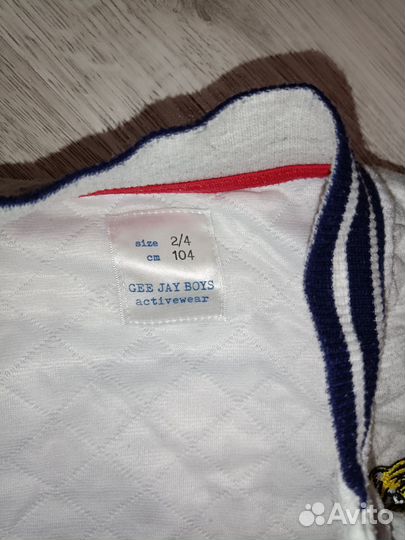 size 2/4
cm 104
GEE JAY BOYS
activewear
Avito